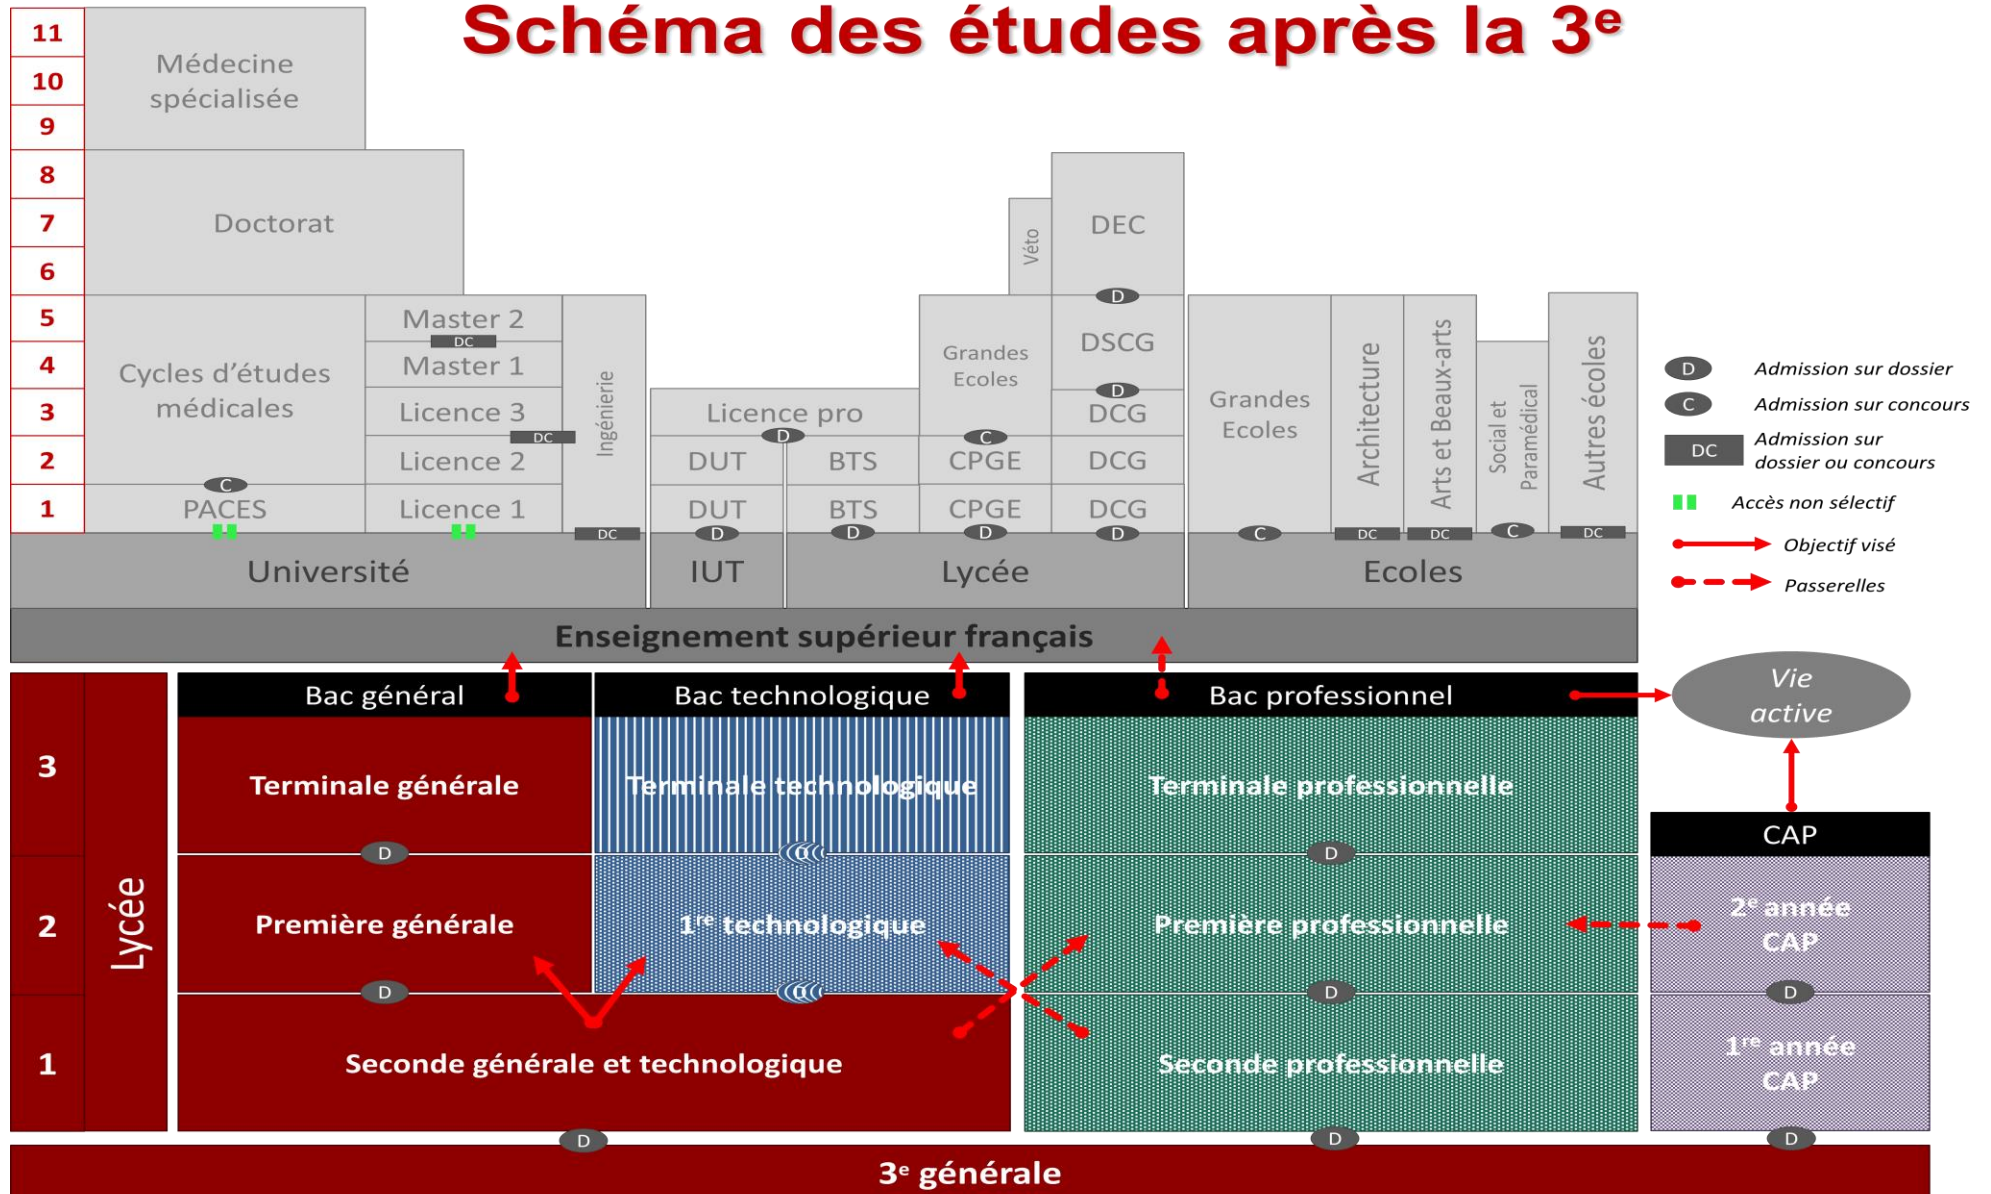 Schéma des études après la 3e
11
10
9
8
7
6
5
4
3
2
1
Médecine
spécialisée
Doctorat
Cycles d'études
médicales
C
PACES
Master 2
DC
Master 1
Licence 3
DC
Licence 2
Licence 1
Ingénierie
DC
Licence pro
D
DUT
BTS
DUT
BTS
D
D
Grandes
Ecoles
C
CPGE
CPGE
D
Véto
DEC
D
DSCG
D
DCG
DCG
DCG
D
Grandes
Ecoles
C
Architecture
DC
Arts et Beaux-arts
DC
Social et
Paramédical
C
Autres écoles
DC
D Admission sur dossier
C Admission sur concours
DC Admission sur
dossier ou concours
Accès non sélectif
Objectif visé
Passerelles
Université
IUT
Lycée
Ecoles
Enseignement supérieur français
3
2
1
Lycée
Bac général
Bac technologique
Bac professionnel
Vie
active
Terminale générale
Terminale technologique
Terminale professionnelle
CAP
D
D
Première générale
1re technologique
Première professionnelle
2e année
CAP
D
D
D
Seconde générale et technologique
Seconde professionnelle
1re année
CAP
D
D
D
3e générale